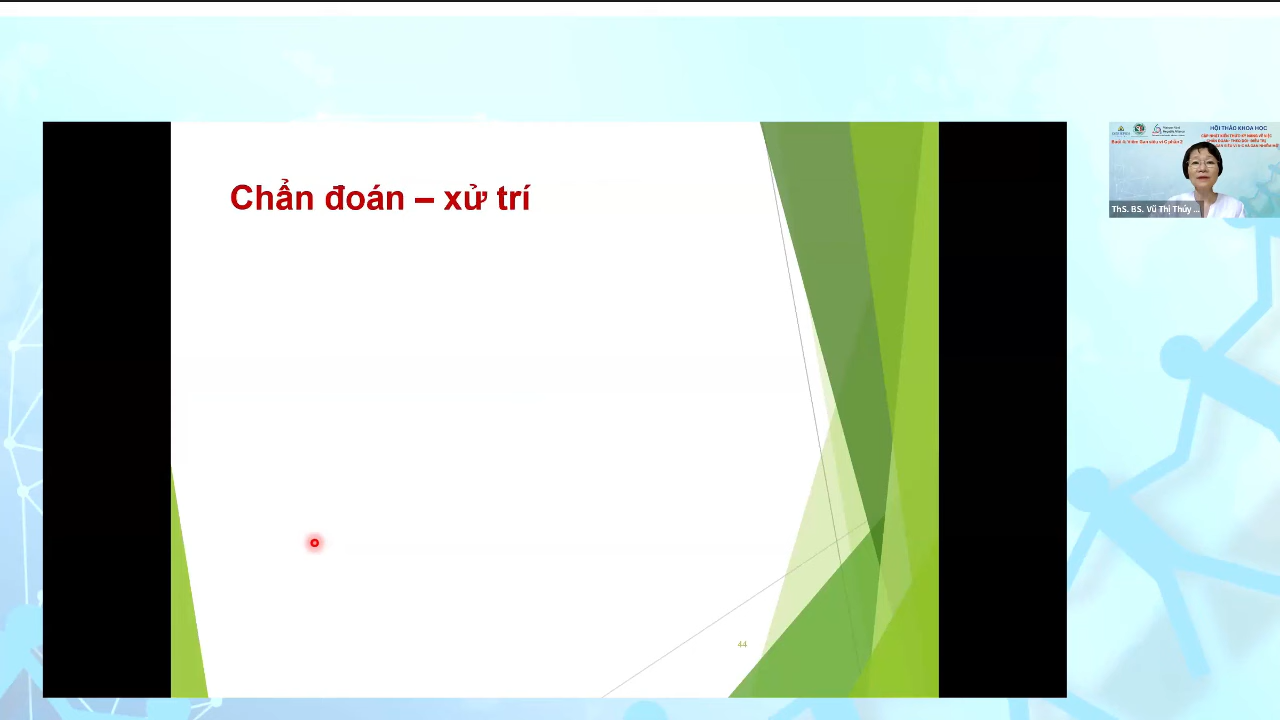 Chẩn đoán – xử trí
44
HỘI THẢO KHOA HỌC
ThS. BS. Vũ Thị Thúy ...